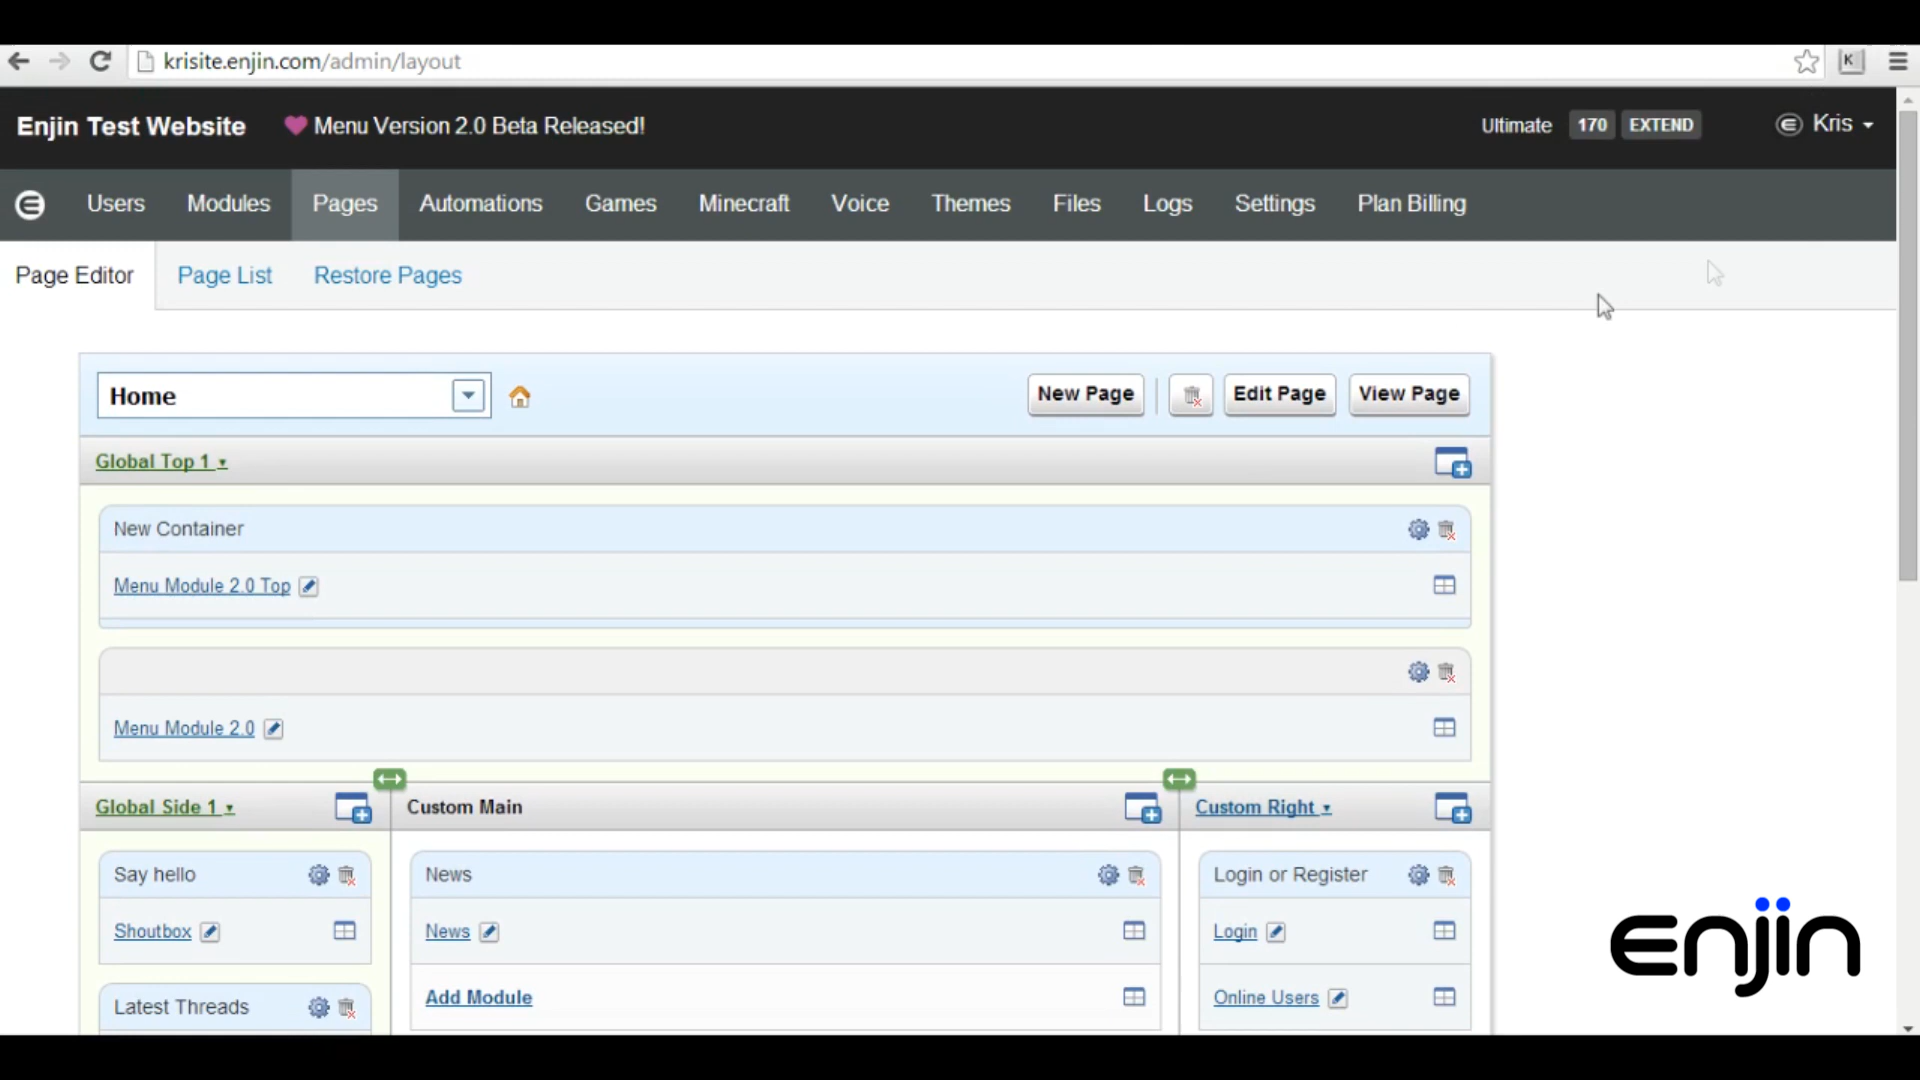 krisite.enjin.com/admin/layout
K
Enjin Test Website Menu Version 2.0 Beta Released! Ultimate 170 EXTEND Kris
Users Modules Pages Automations Games Minecraft Voice Themes Files Logs Settings Plan Billing
Page Editor Page List Restore Pages
Home New Page Edit Page View Page
Global Top 1
New Container
Menu Module 2.0 Top
Menu Module 2.0
Global Side 1 Custom Main Custom Right
Say hello News Login or Register
Shoutbox News Login
Latest Threads Add Module Online Users
enjin